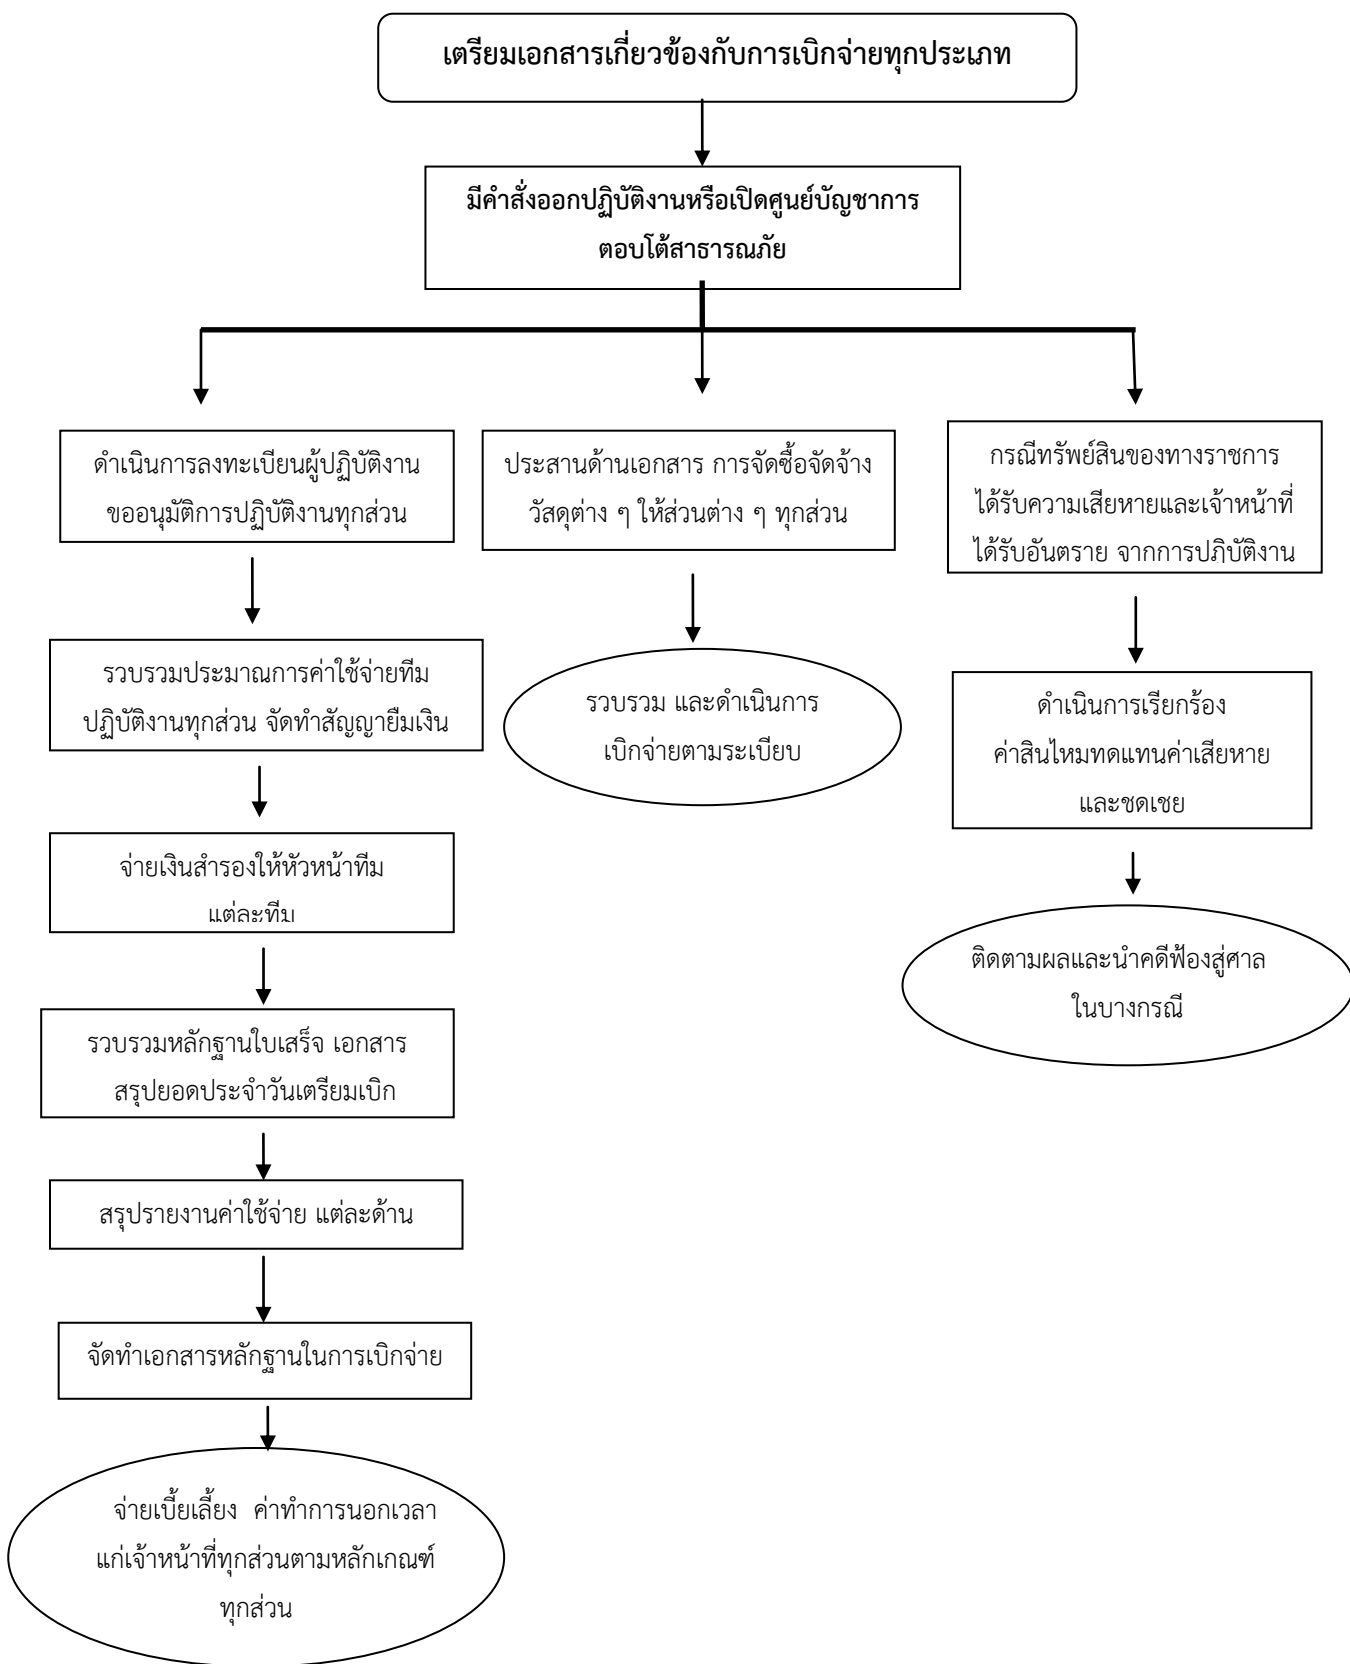 เตรียมเอกสารเกี่ยวข้องกับการเบิกจ่ายทุกประเภท
มีคำสั่งออกปฏิบัติงานหรือเปิดศูนย์บัญชาการ
ตอบโต้สาธารณภัย
ดำเนินการลงทะเบียนผู้ปฏิบัติงาน
ขออนุมัติการปฏิบัติงานทุกส่วน
รวบรวมประมาณการค่าใช้จ่ายทีม
ปฏิบัติงานทุกส่วน จัดทำสัญญายืมเงิน
จ่ายเงินสำรองให้หัวหน้าทีม
แต่ละทีม
รวบรวมหลักฐานใบเสร็จ เอกสาร
สรุปยอดประจำวันเตรียมเบิก
สรุปรายงานค่าใช้จ่าย แต่ละด้าน
จัดทำเอกสารหลักฐานในการเบิกจ่าย
จ่ายเบี้ยเลี้ยง ค่าทำการนอกเวลา
แก่เจ้าหน้าที่ทุกส่วนตามหลักเกณฑ์
ทุกส่วน
ประสานด้านเอกสาร การจัดซื้อจัดจ้าง
วัสดุต่าง ๆ ให้ส่วนต่าง ๆ ทุกส่วน
รวบรวม และดำเนินการ
เบิกจ่ายตามระเบียบ
กรณีทรัพย์สินของทางราชการ
ได้รับความเสียหายและเจ้าหน้าที่
ได้รับอันตราย จากการปฏิบัติงาน
ดำเนินการเรียกร้อง
ค่าสินไหมทดแทนค่าเสียหาย
และชดเชย
ติดตามผลและนำคดีฟ้องสู่ศาล
ในบางกรณี